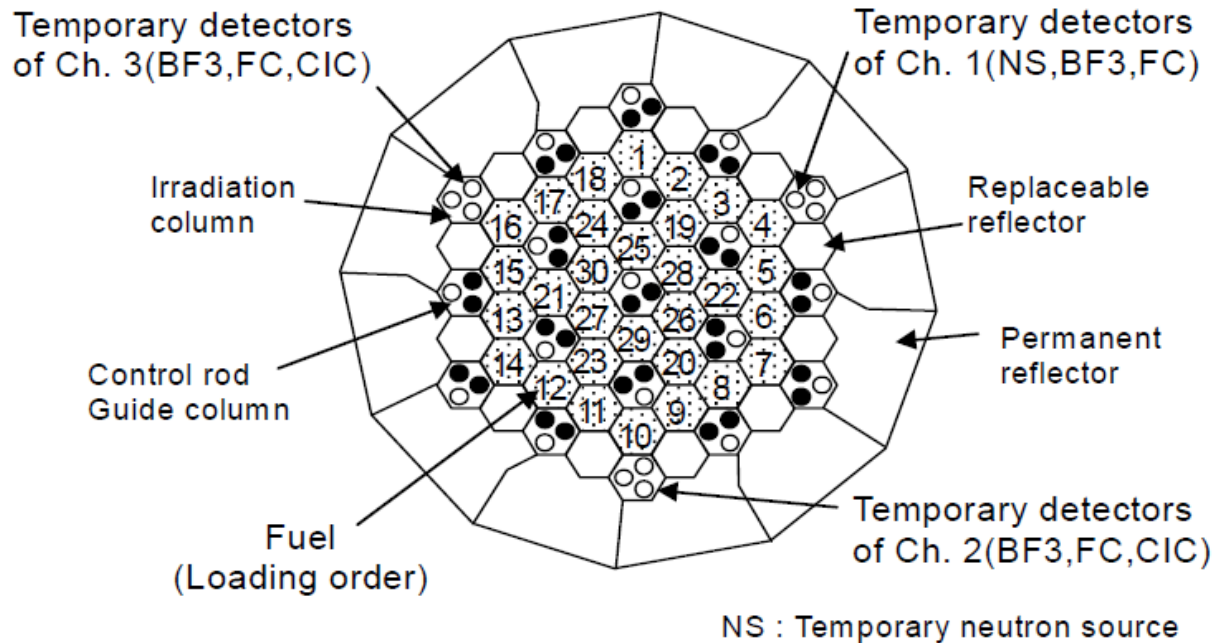 Temporary detectors
of Ch. 3(BF3,FC,CIC)
Temporary detectors
of Ch. 1(NS,BF3,FC)
Irradiation
column
Replaceable
reflector
Control rod
Guide column
Permanent
reflector
1
18
2
17
3
16
24
19
4
25
15
30
28
5
21
22
13
27
26
6
29
14
23
20
7
12
8
11
9
10
Fuel
(Loading order)
Temporary detectors
of Ch. 2(BF3,FC,CIC)
NS : Temporary neutron source